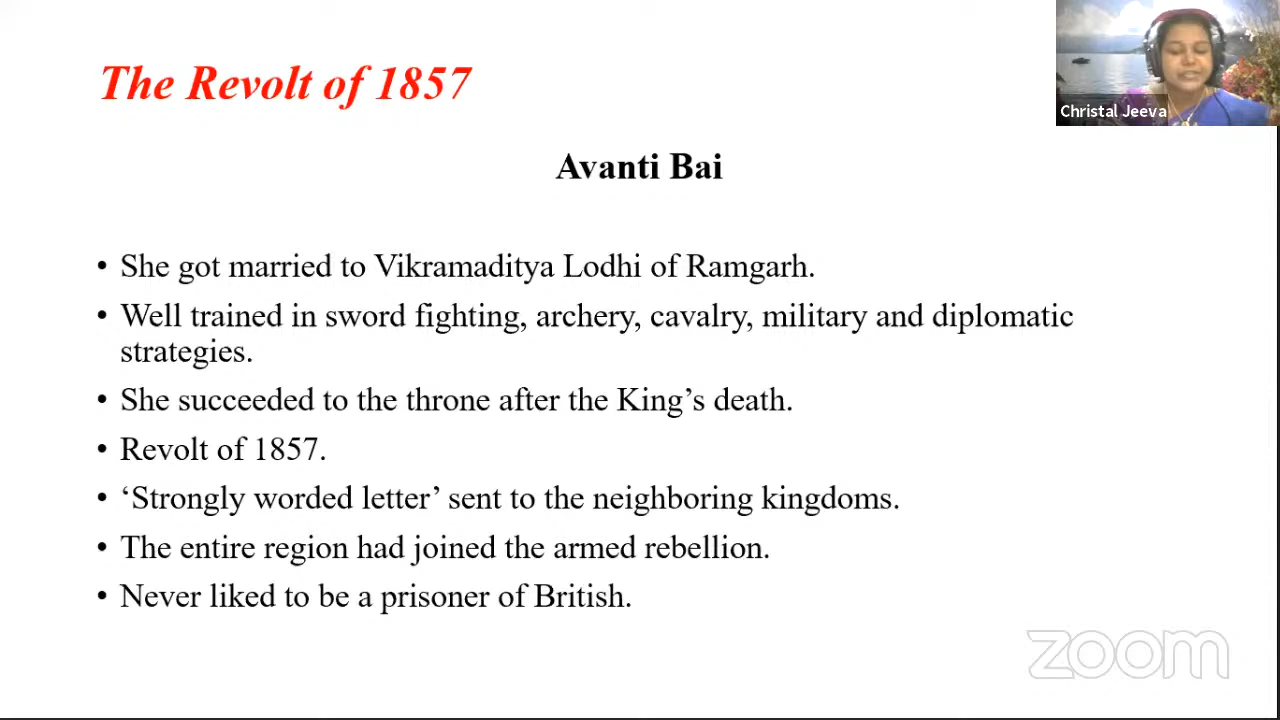 The Revolt of 1857
Christal Jeeva
Avanti Bai
• She got married to Vikramaditya Lodhi of Ramgarh.
• Well trained in sword fighting, archery, cavalry, military and diplomatic
strategies.
• She succeeded to the throne after the King’s death.
• Revolt of 1857.
• ‘Strongly worded letter’ sent to the neighboring kingdoms.
• The entire region had joined the armed rebellion.
• Never liked to be a prisoner of British.
zoom